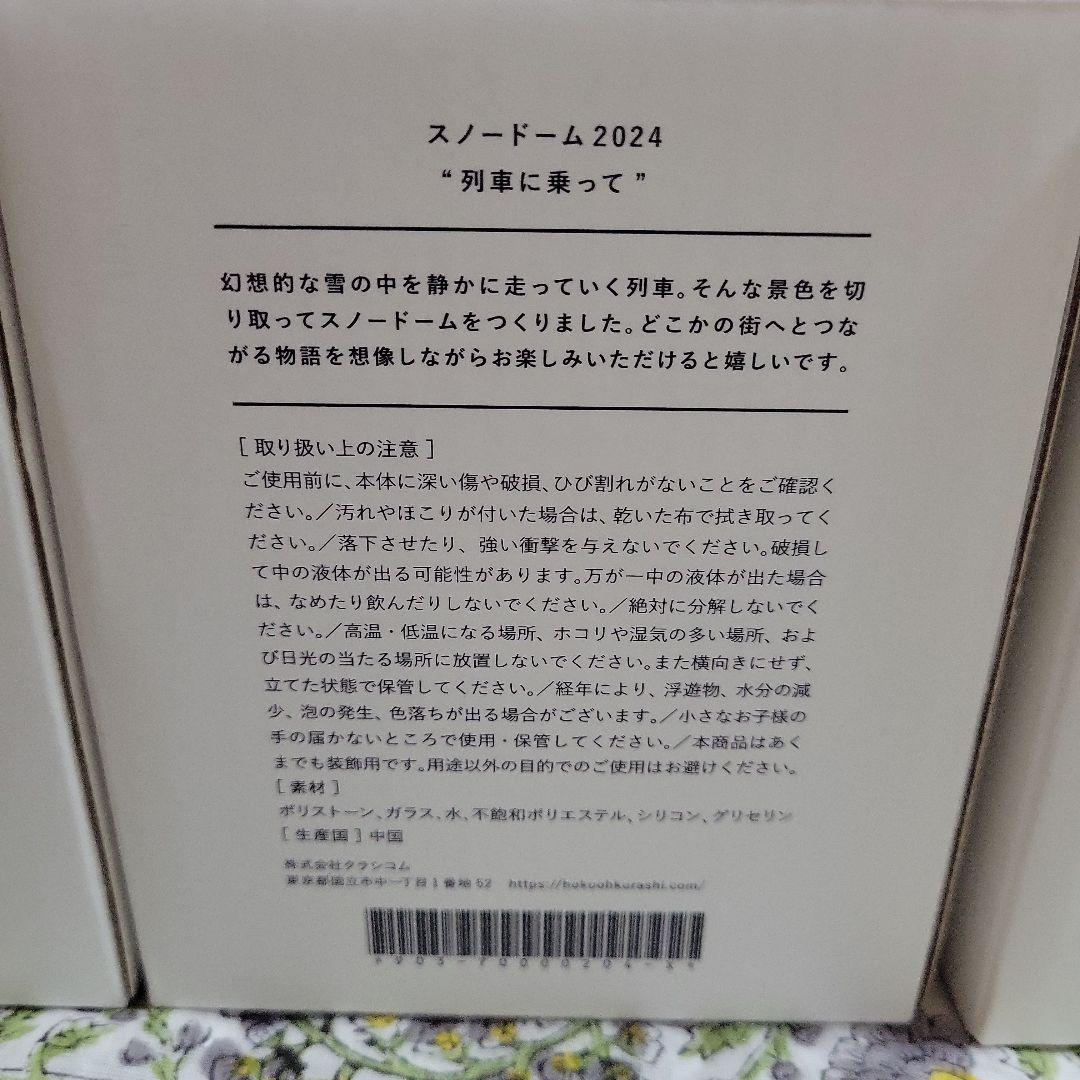 スノードーム2024
“列車に乗って”
幻想的な雪の中を静かに走っていく列車。そんな景色を切
り取ってスノードームをつくりました。どこかの街へとつな
がる物語を想像しながらお楽しみいただけると嬉しいです。
[取り扱い上の注意]
ご使用前に、本体に深い傷や破損、ひび割れがないことをご確認く
ださい。／汚れやほこりが付いた場合は、乾いた布で拭き取ってく
ださい。／落下させたり、強い衝撃を与えないでください。破損し
て中の液体が出る可能性があります。万が一中の液体が出た場合
は、なめたり飲んだりしないでください。／絶対に分解しないでく
ださい。／高温・低温になる場所、ホコリや湿気の多い場所、およ
び日光の当たる場所に放置しないでください。また横向きにせず、
立てた状態で保管してください。／経年により、浮遊物、水分の減
少、泡の発生、色落ちが出る場合がございます。／小さなお子様の
手の届かないところで使用・保管してください。／本商品はあく
までも装飾用です。用途以外の目的でのご使用はお避けください。
[素材]
ポリストーン、ガラス、水、不飽和ポリエステル、シリコン、グリセリン
[生産国]中国
株式会社クラシコム
東京都国立市中一丁目1番地52 https://hokuohkurashi.com/